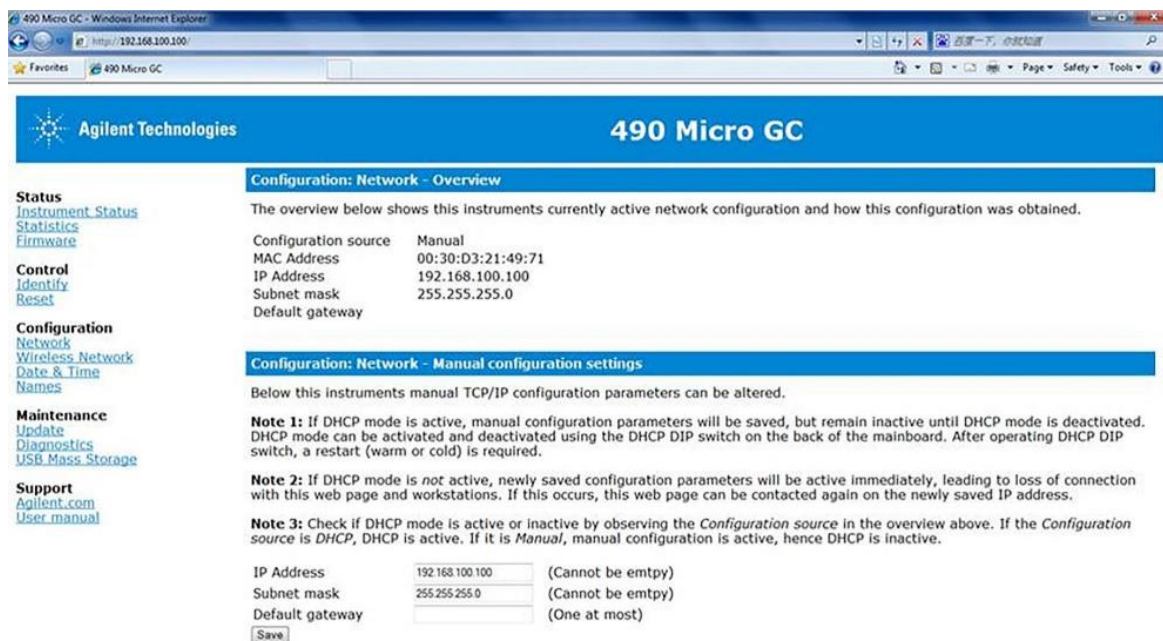 490 Micro GC - Windows Internet Explorer
http://192.168.100.100/
百度一下，你就知道
Favorites
490 Micro GC
Page
Safety
Tools
Agilent Technologies
490 Micro GC
Status
Instrument Status
Statistics
Firmware
Control
Identify
Reset
Configuration
Network
Wireless Network
Date & Time
Names
Maintenance
Update
Diagnostics
USB Mass Storage
Support
Agilent.com
User manual
Configuration: Network - Overview
The overview below shows this instruments currently active network configuration and how this configuration was obtained.
Configuration source Manual
MAC Address 00:30:D3:21:49:71
IP Address 192.168.100.100
Subnet mask 255.255.255.0
Default gateway
Configuration: Network - Manual configuration settings
Below this instruments manual TCP/IP configuration parameters can be altered.
Note 1: If DHCP mode is active, manual configuration parameters will be saved, but remain inactive until DHCP mode is deactivated.
DHCP mode can be activated and deactivated using the DHCP DIP switch on the back of the mainboard. After operating DHCP DIP
switch, a restart (warm or cold) is required.
Note 2: If DHCP mode is not active, newly saved configuration parameters will be active immediately, leading to loss of connection
with this web page and workstations. If this occurs, this web page can be contacted again on the newly saved IP address.
Note 3: Check if DHCP mode is active or inactive by observing the Configuration source in the overview above. If the Configuration
source is DHCP, DHCP is active. If it is Manual, manual configuration is active, hence DHCP is inactive.
IP Address 192.168.100.100 (Cannot be emtpy)
Subnet mask 255.255.255.0 (Cannot be emtpy)
Default gateway (One at most)
Save